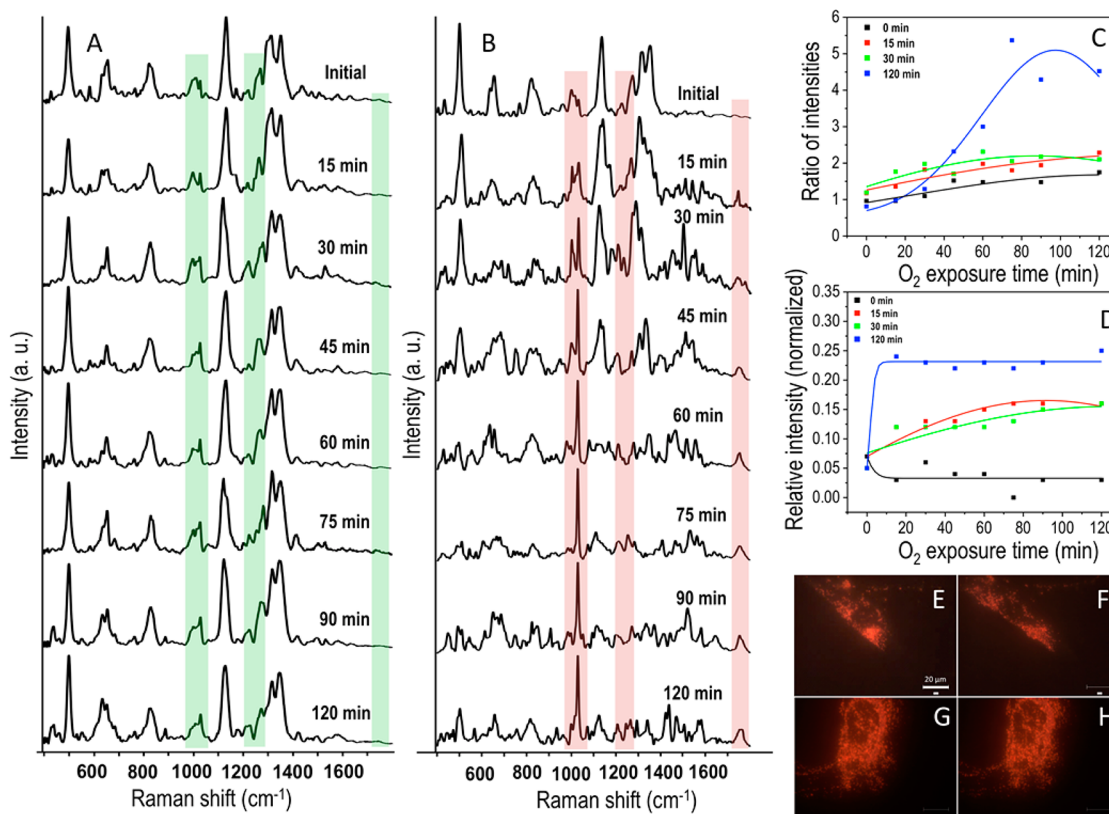 A
Initial
15 min
30 min
45 min
60 min
75 min
90 min
120 min
Intensity (a. u.)
600 800 1000 1200 1400 1600
Raman shift (cm⁻¹)
B
Initial
15 min
30 min
45 min
60 min
75 min
90 min
120 min
Intensity (a. u.)
400 600 800 1000 1200 1400 1600
Raman shift (cm⁻¹)
C
0 min
15 min
30 min
120 min
Ratio of intensities
6
5
4
3
2
1
0
0 20 40 60 80 100 120
O₂ exposure time (min)
D
0 min
15 min
30 min
120 min
Relative intensity (normalized)
0.35
0.30
0.25
0.20
0.15
0.10
0.05
0.00
0 20 40 60 80 100 120
O₂ exposure time (min)
E
20 µm
F
G
H